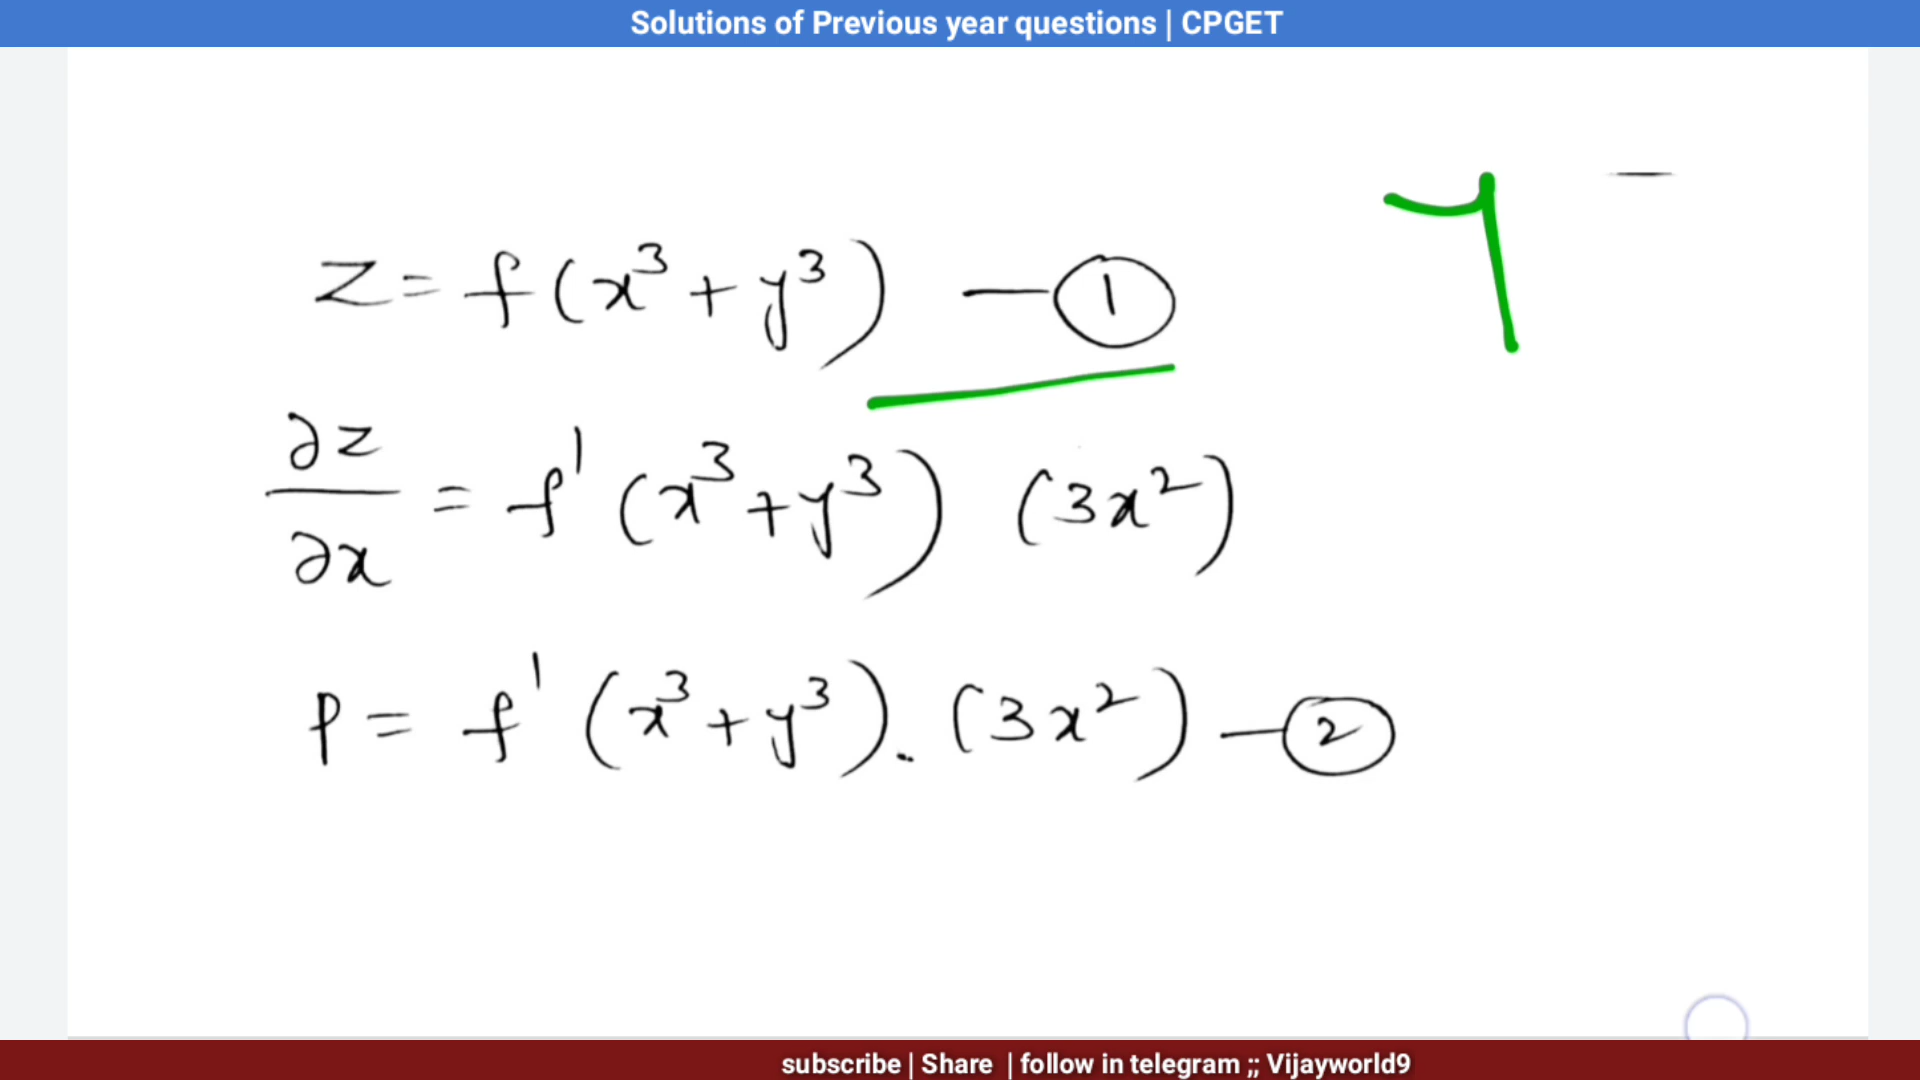 Solutions of Previous year questions | CPGET
y
z = f(x³ + y³) — ①
∂z/∂x = f'(x³+y³) (3x²)
P = f'(x³+y³). (3x²) — ②
subscribe | Share | follow in telegram ;; Vijayworld9